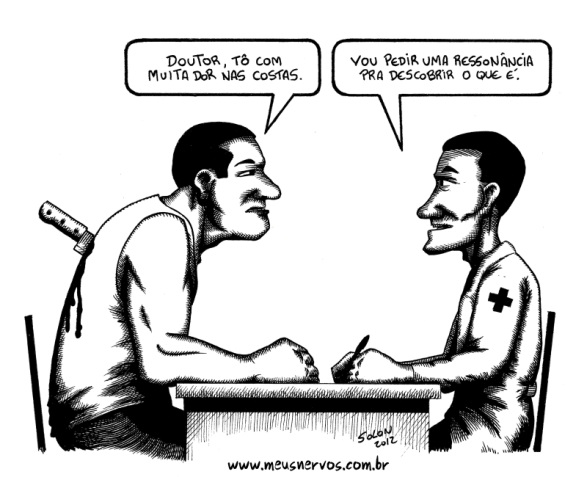 DOUTOR, TÔ COM
MUITA DOR NAS COSTAS.
VOU PEDIR UMA RESSONÂNCIA
PRA DESCOBRIR O QUE É.
SOLON
2012
www.meusnervos.com.br